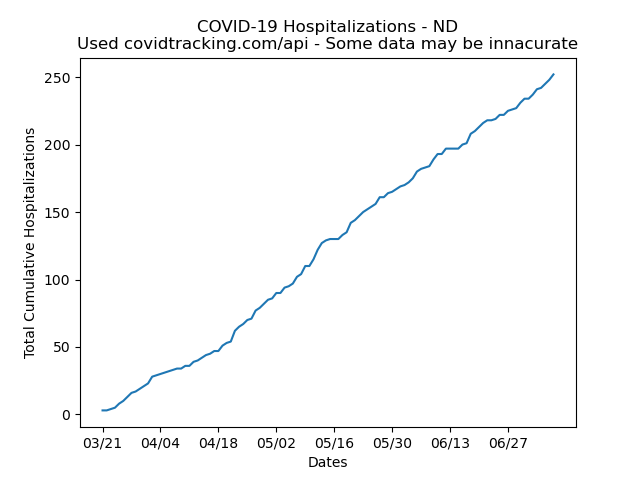 COVID-19 Hospitalizations - ND
Used covidtracking.com/api - Some data may be innacurate
Total Cumulative Hospitalizations
250
200
150
100
50
0
03/21 04/04 04/18 05/02 05/16 05/30 06/13 06/27
Dates